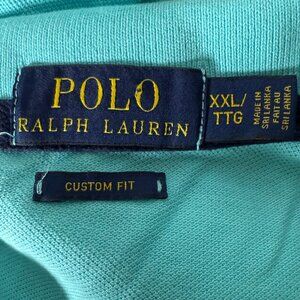 POLO
RALPH LAUREN
XXL/
TTG
MADE IN
SRI LANKA
FAIT AU
SRI LANKA
CUSTOM FIT